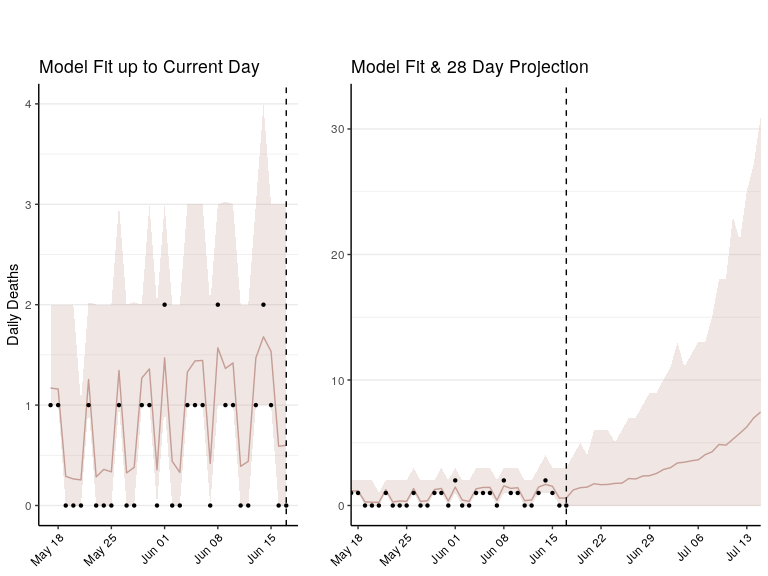 Model Fit up to Current Day
Daily Deaths
4
3
2
1
0
May 18
May 25
Jun 01
Jun 08
Jun 15
Model Fit & 28 Day Projection
30
20
10
0
May 18
May 25
Jun 01
Jun 08
Jun 15
Jun 22
Jun 29
Jul 06
Jul 13